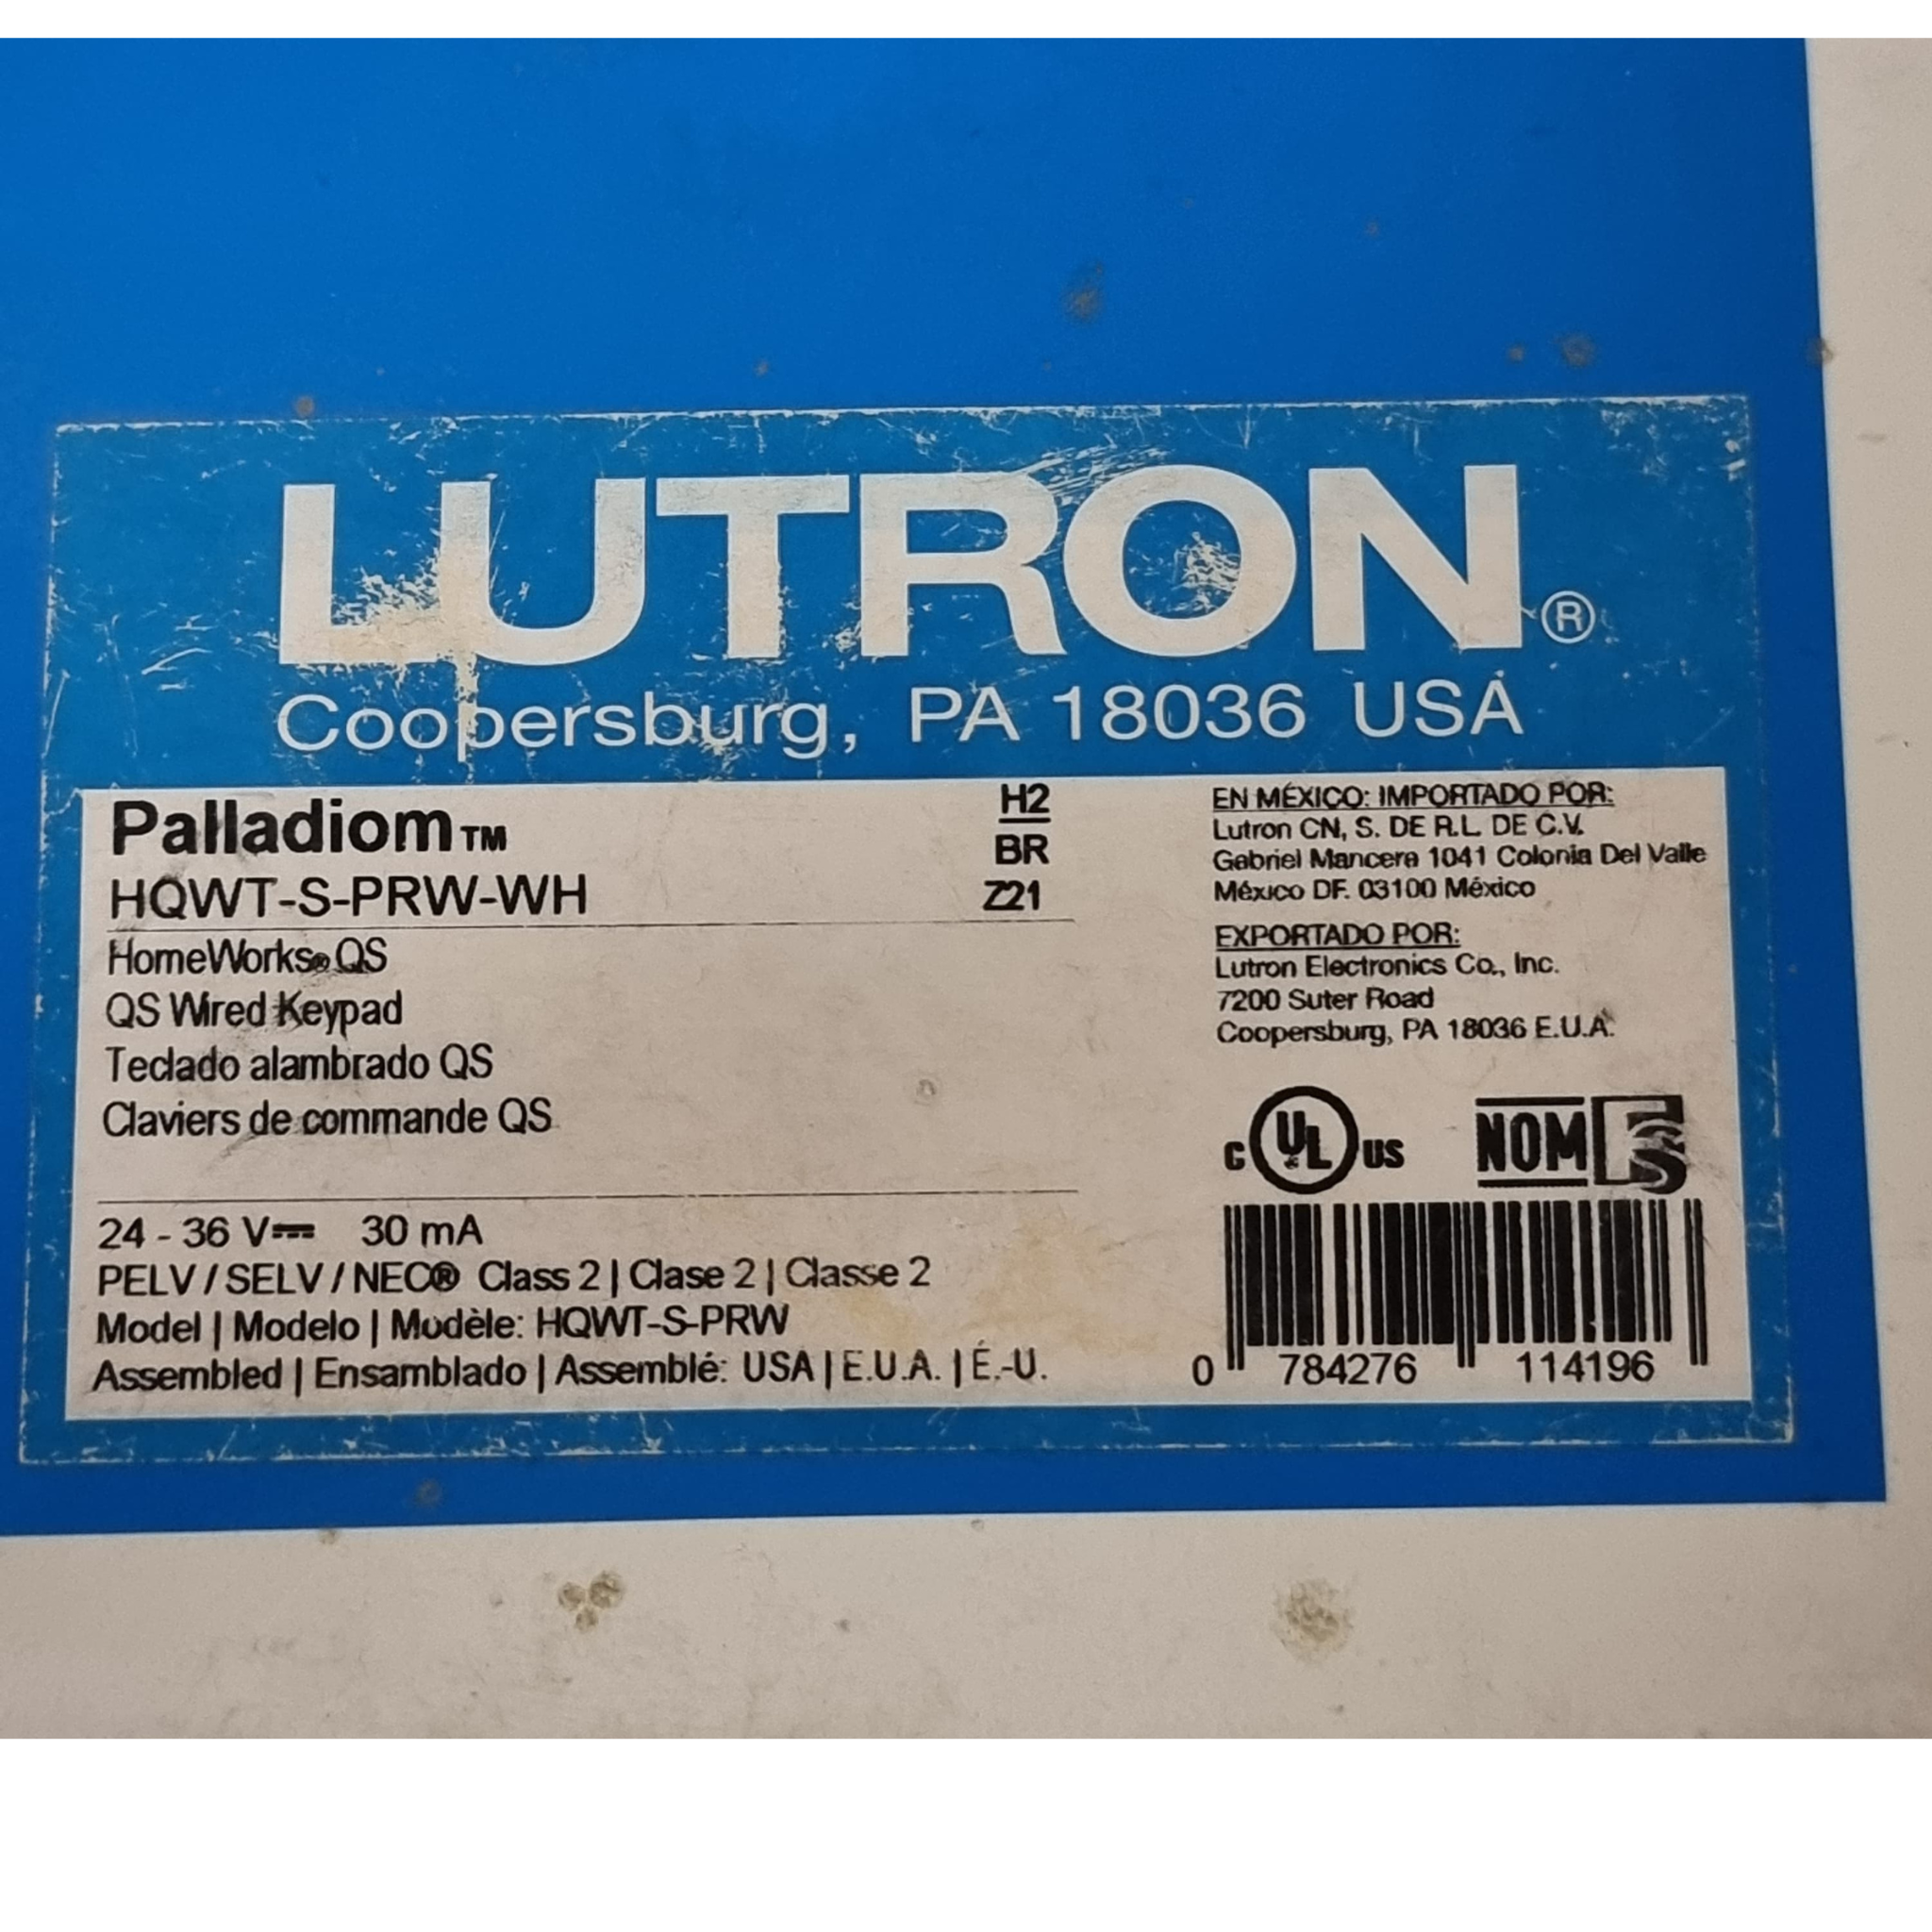 LUTRON®
Coopersburg, PA 18036 USA
Palladiom™
HQWT-S-PRW-WH
H2
BR
Z21
HomeWorks® QS
QS Wired Keypad
Teclado alambrado QS
Claviers de commande QS
24 - 36 V⎓ 30 mA
PELV / SELV / NEC® Class 2 | Clase 2 | Classe 2
Model | Modelo | Modèle: HQWT-S-PRW
Assembled | Ensamblado | Assemblé: USA | E.U.A. | É.-U.
EN MÉXICO: IMPORTADO POR:
Lutron CN, S. DE R.L. DE C.V.
Gabriel Mancera 1041 Colonia Del Valle
México DF. 03100 México
EXPORTADO POR:
Lutron Electronics Co., Inc.
7200 Suter Road
Coopersburg, PA 18036 E.U.A.
C UL US
NOM
0 784276 114196